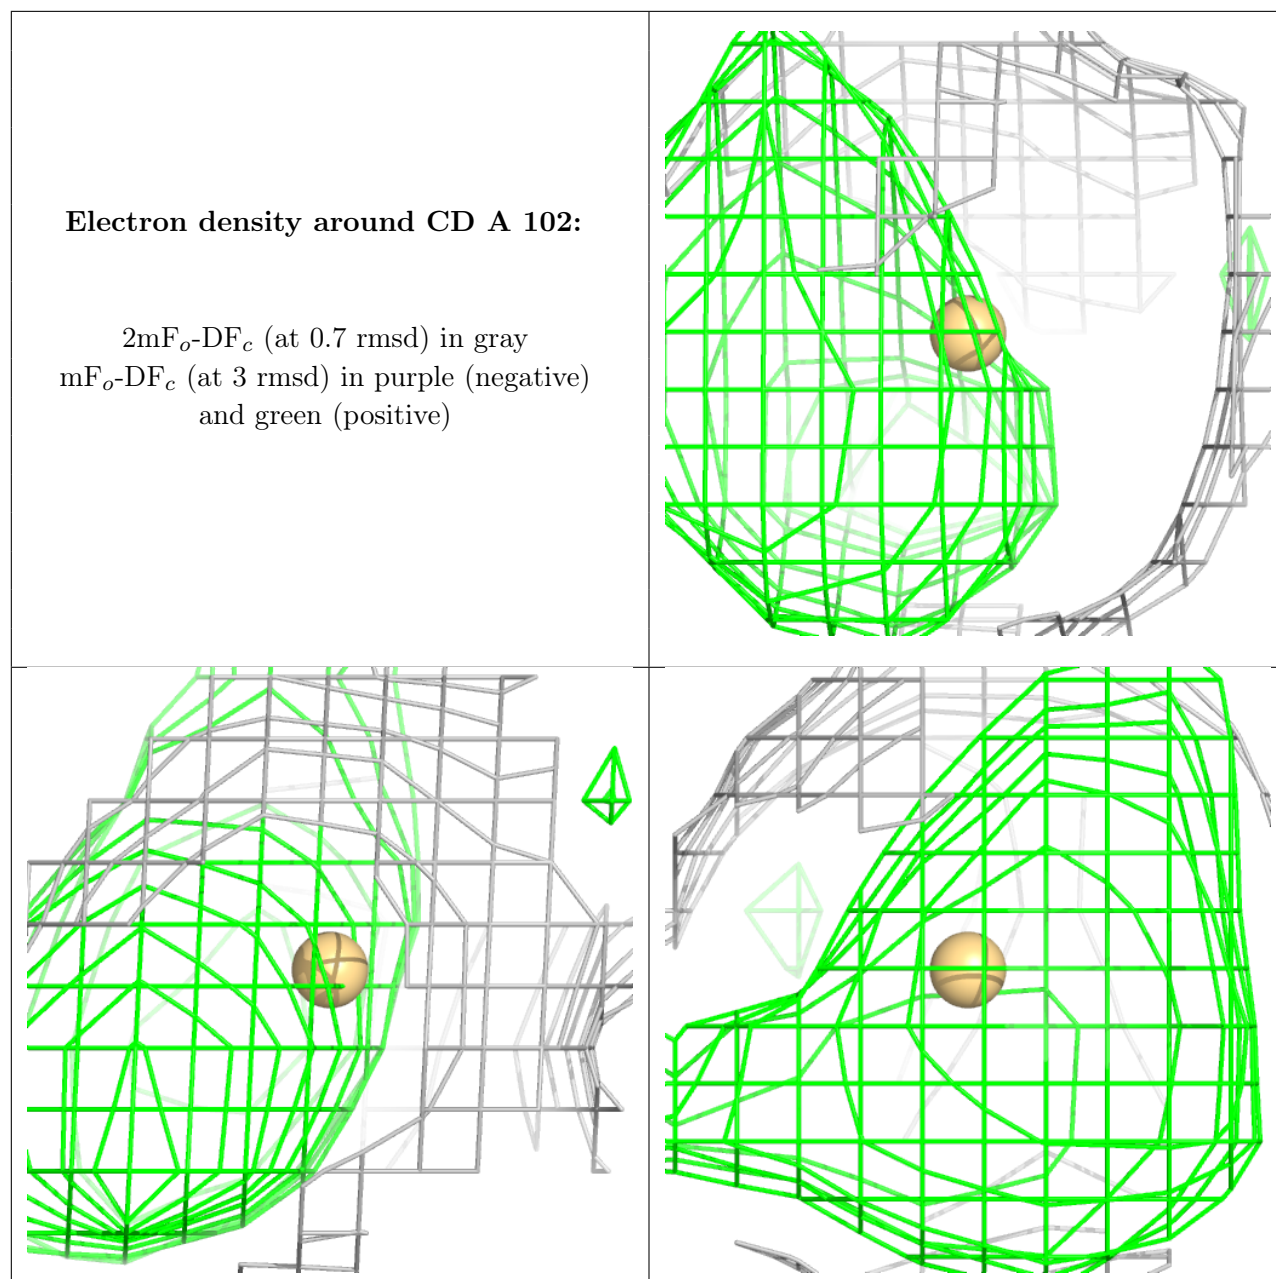 Electron density around CD A 102:
2mFo-DFc (at 0.7 rmsd) in gray
mFo-DFc (at 3 rmsd) in purple (negative)
and green (positive)